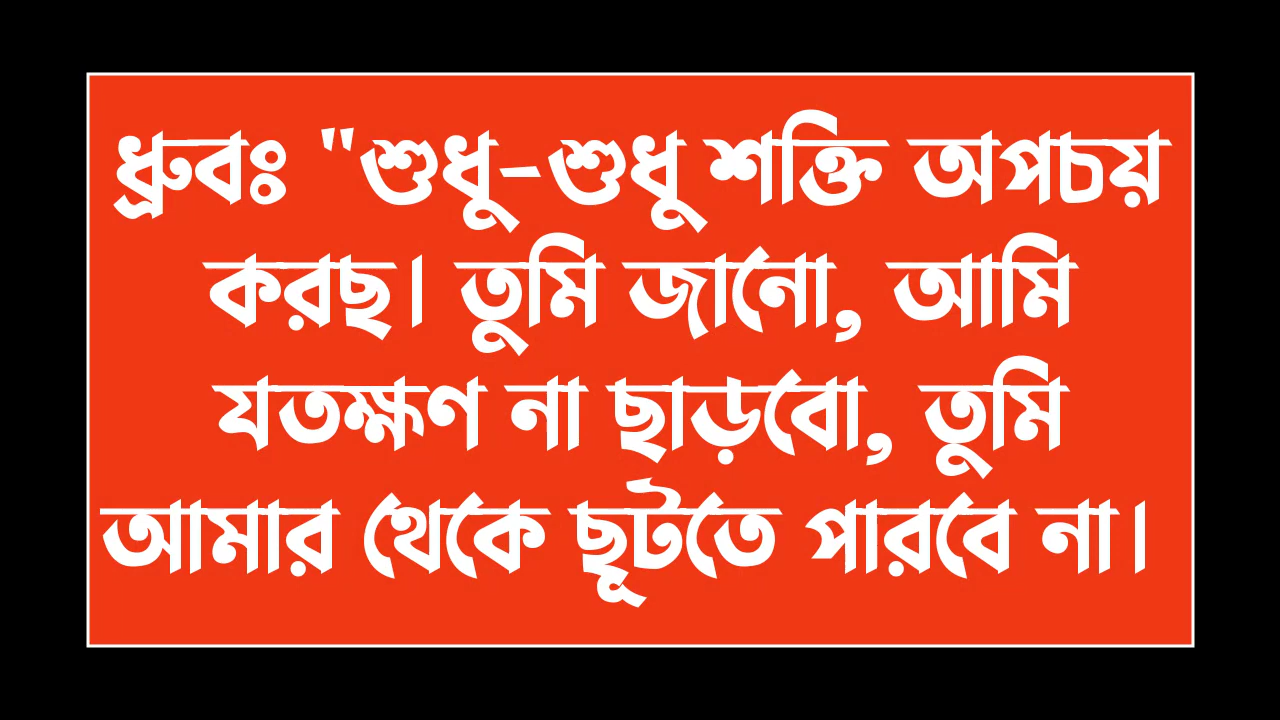 ধ্রুবঃ "শুধু-শুধু শক্তি অপচয়
করছ। তুমি জানো, আমি
যতক্ষণ না ছাড়বো, তুমি
আমার থেকে ছূটতে পারবে না।